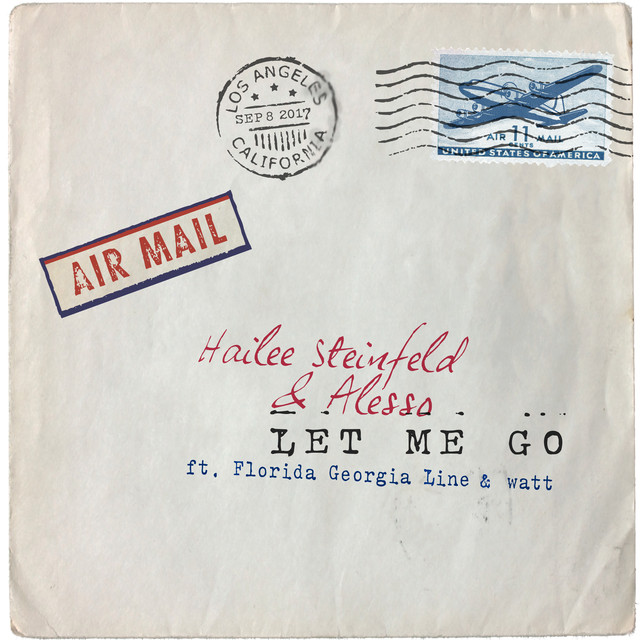 LOS ANGELES
SEP 8 2017
CALIFORNIA
AIR 11 MAIL
CENTS
UNITED STATES OF AMERICA
AIR MAIL
Hailee Steinfeld
& Alesso
LET ME GO
ft. Florida Georgia Line & watt